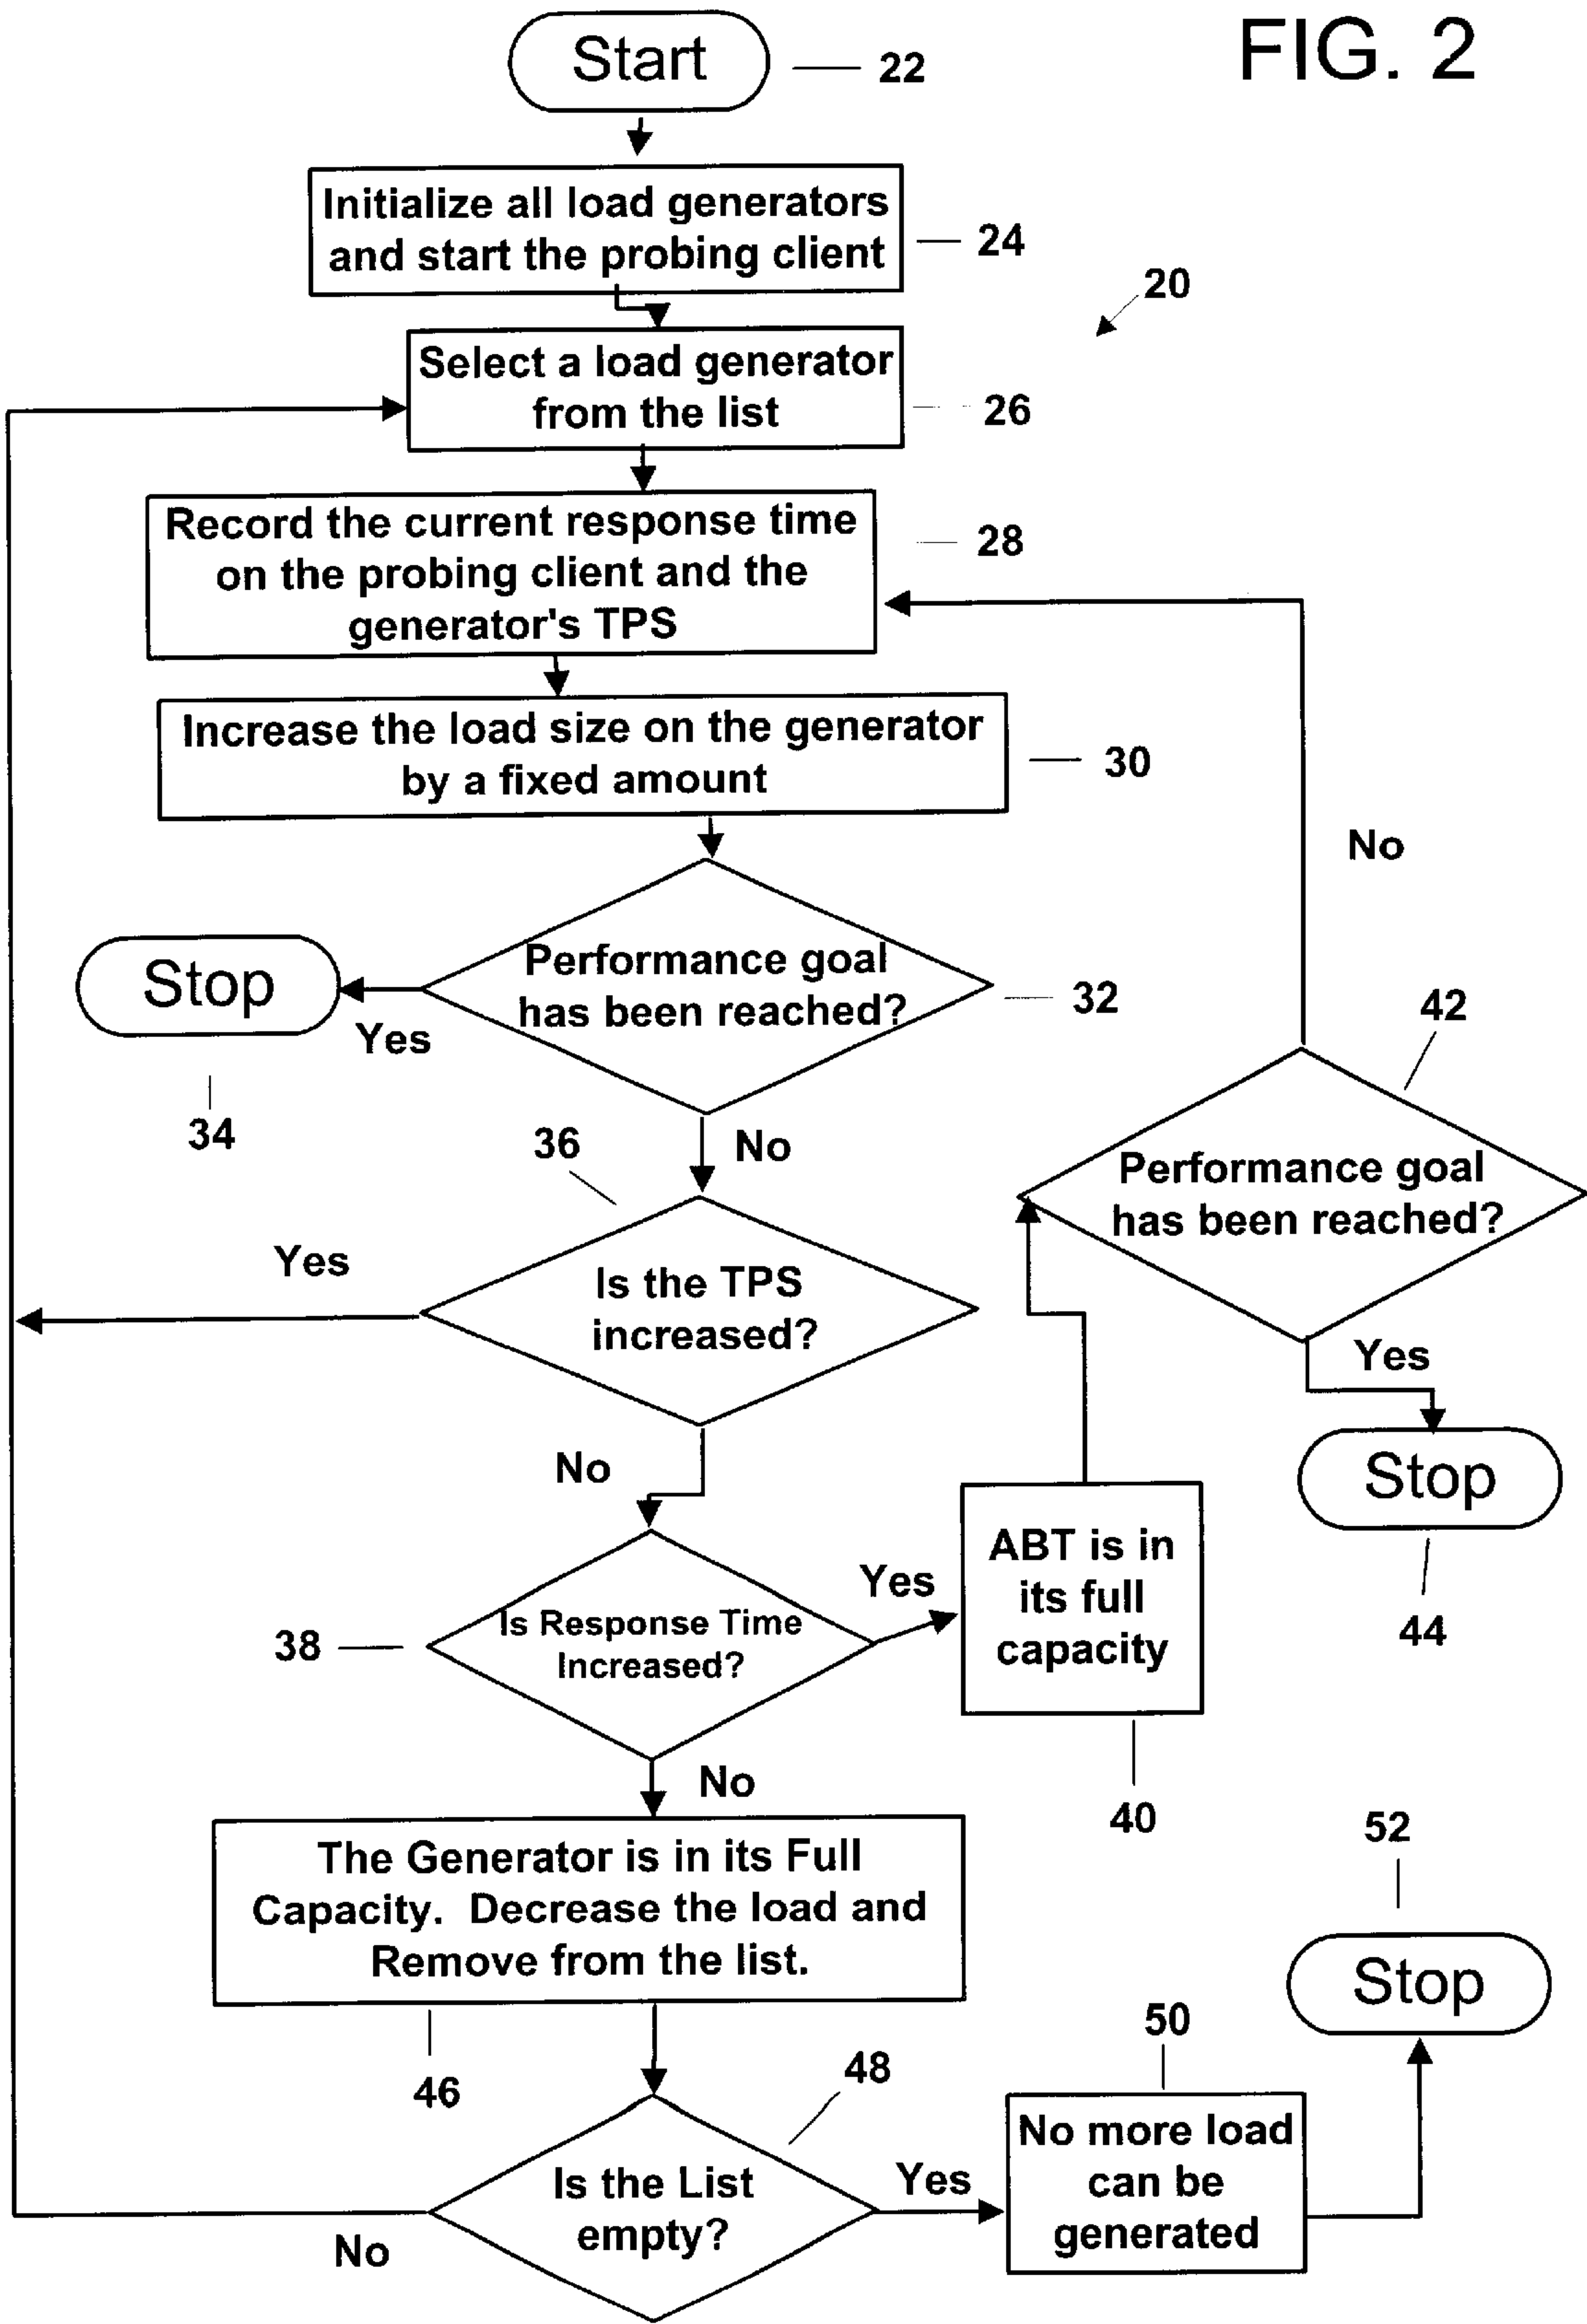 FIG. 2
Start
22
Initialize all load generators
and start the probing client
24
20
Select a load generator
from the list
26
Record the current response time
on the probing client and the
generator's TPS
28
Increase the load size on the generator
by a fixed amount
30
No
Performance goal
has been reached?
32
Stop
Yes
34
42
No
36
Performance goal
has been reached?
Yes
Is the TPS
increased?
Yes
No
Stop
44
Is Response Time
Increased?
38
Yes
ABT is in
its full
capacity
40
No
The Generator is in its Full
Capacity. Decrease the load and
Remove from the list.
46
52
Stop
50
48
Is the List
empty?
Yes
No more load
can be
generated
No